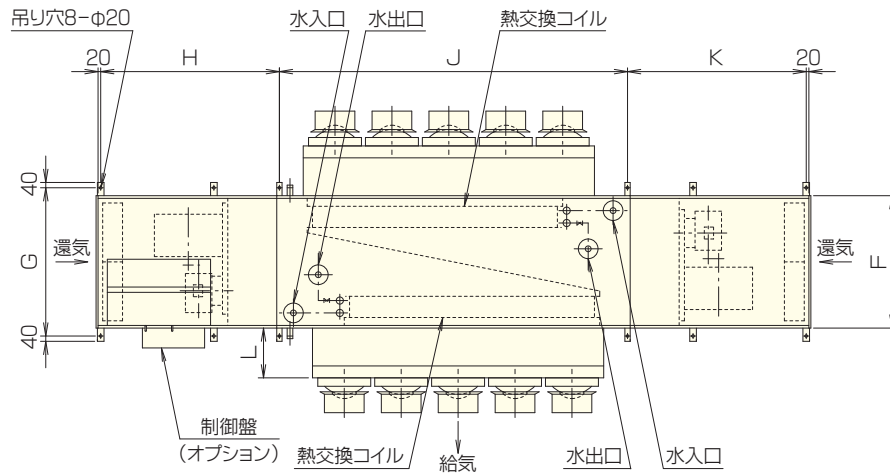 吊り穴8-φ20
水入口
水出口
熱交換コイル
20
H
J
K
20
40
G
還気
還気
F
40
L
制御盤
(オプション)
熱交換コイル
給気
水出口
水入口